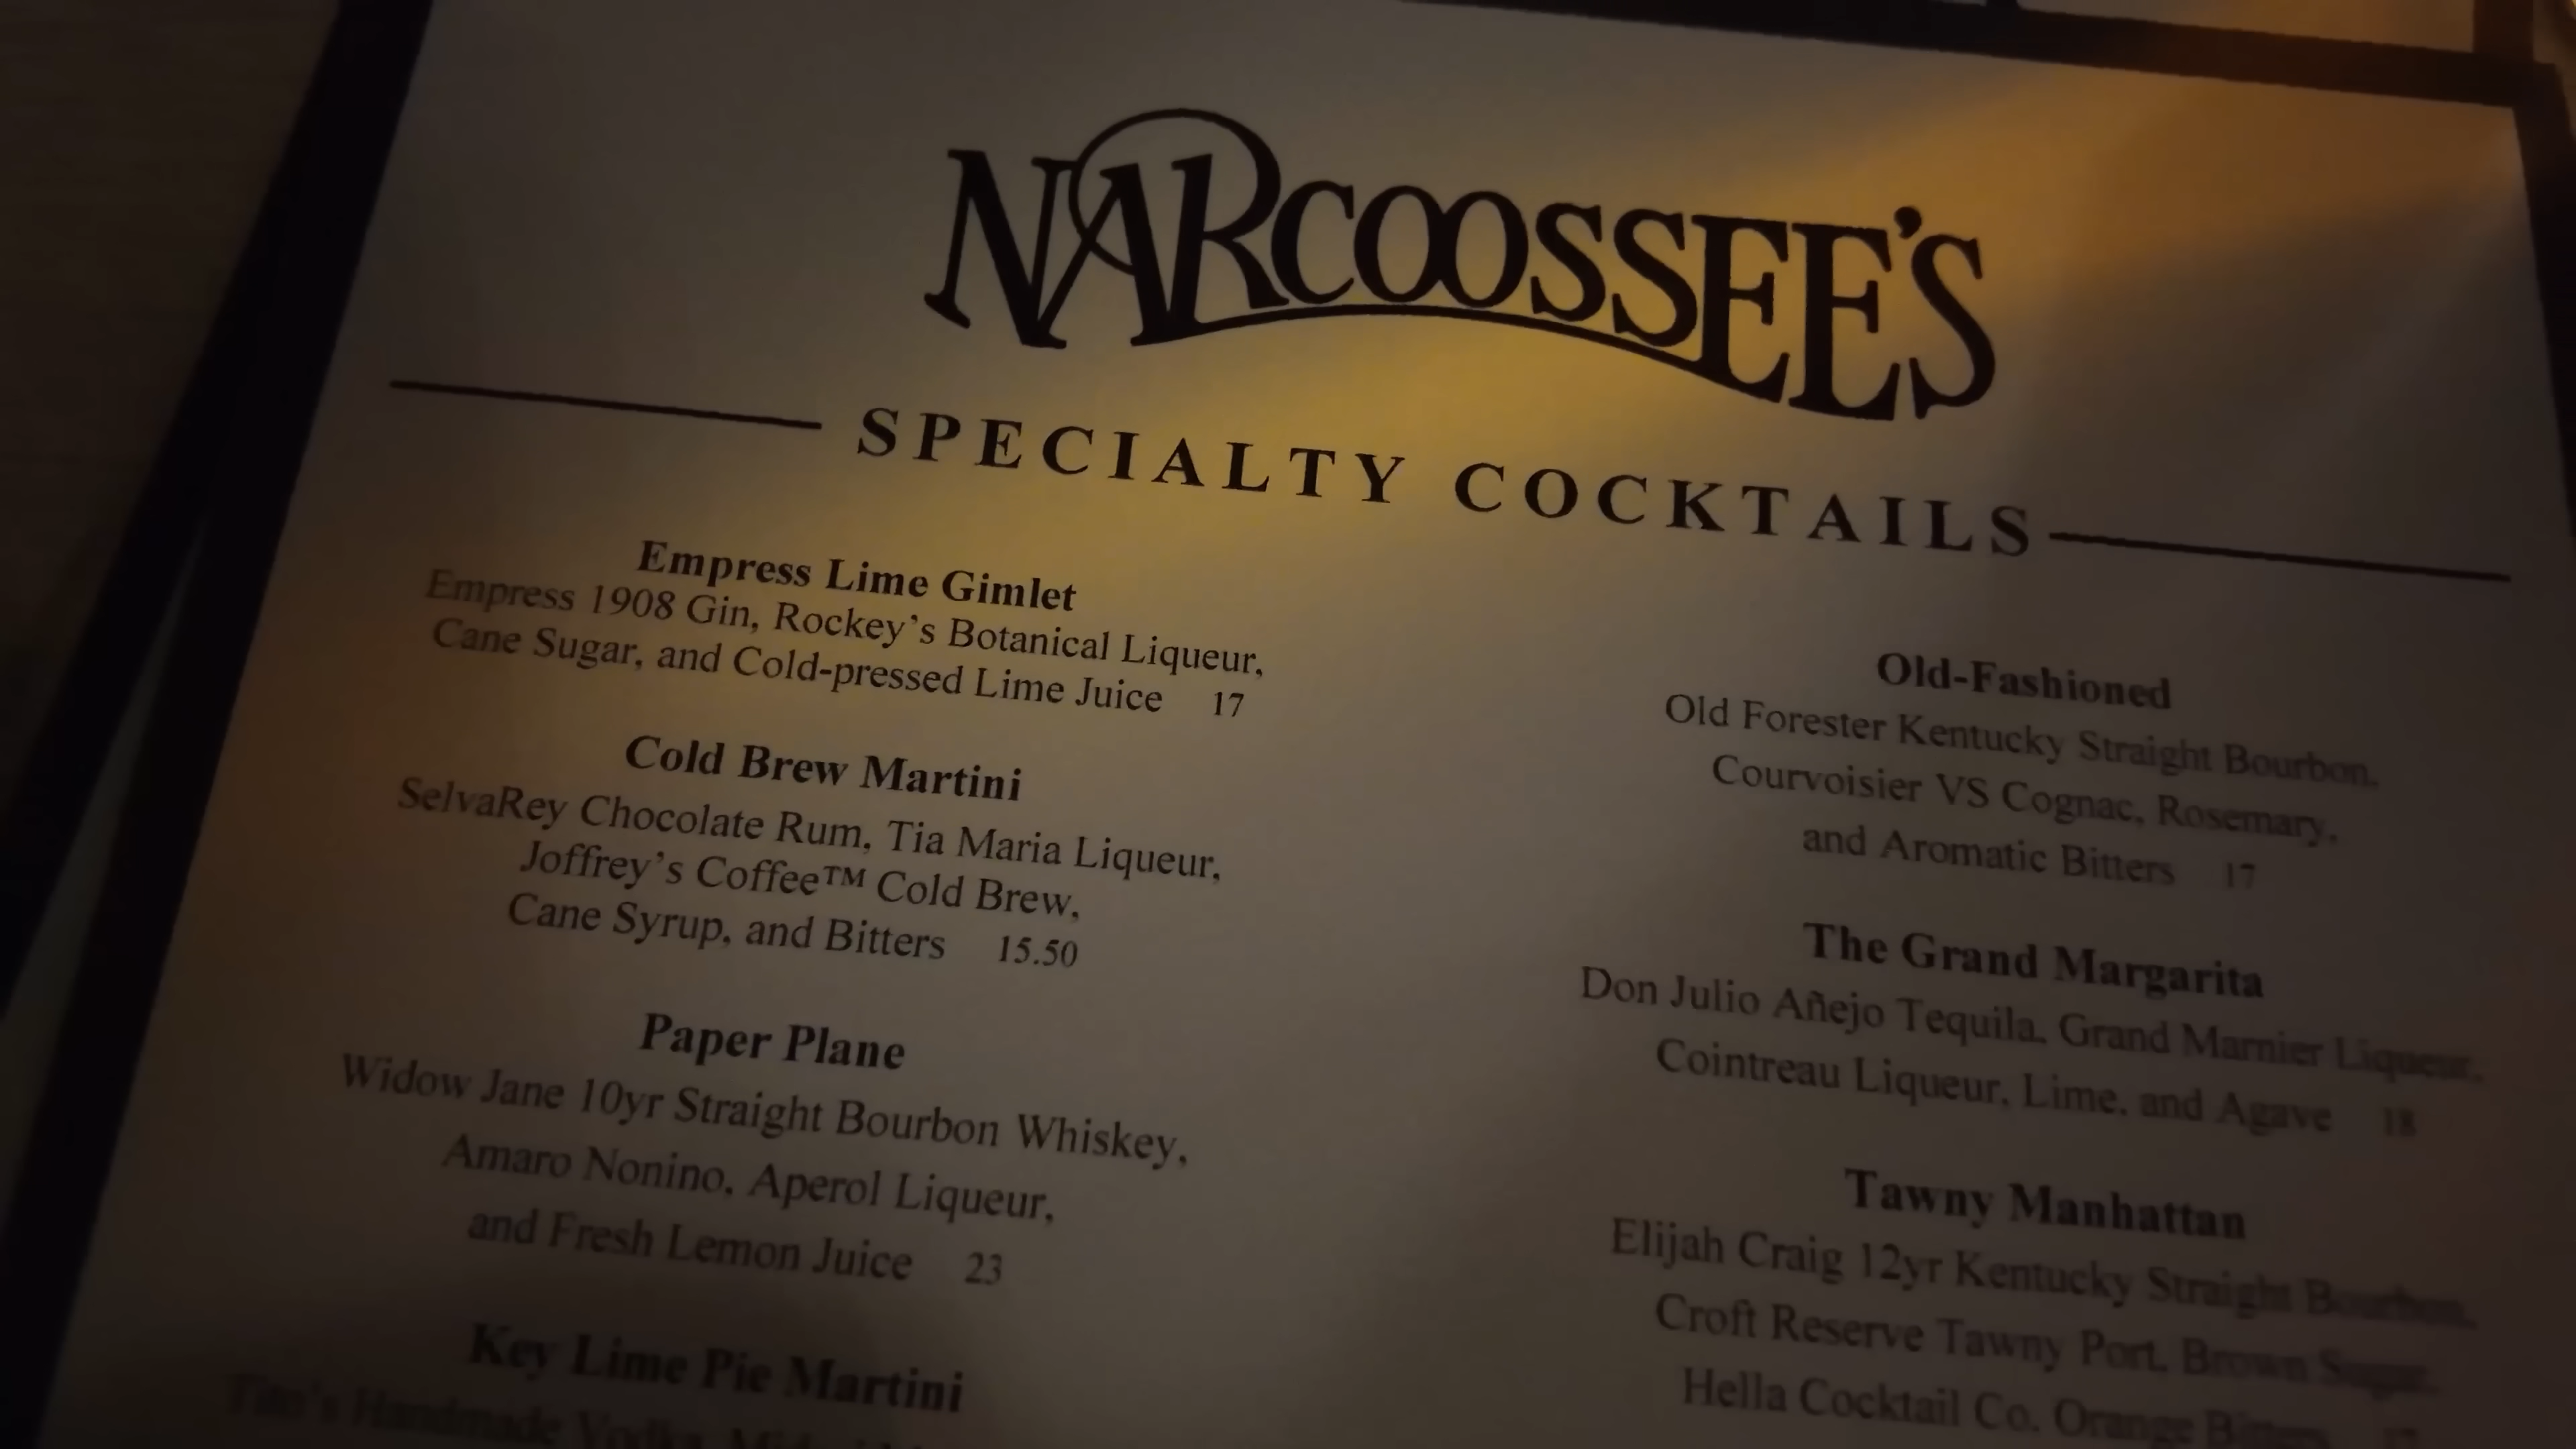 NARCOOSSEE'S
SPECIALTY COCKTAILS
Empress Lime Gimlet
Empress 1908 Gin, Rockey's Botanical Liqueur,
Cane Sugar, and Cold-pressed Lime Juice 17
Cold Brew Martini
SelvaRey Chocolate Rum, Tia Maria Liqueur,
Joffrey's Coffee™ Cold Brew,
Cane Syrup, and Bitters 15.50
Paper Plane
Widow Jane 10yr Straight Bourbon Whiskey,
Amaro Nonino, Aperol Liqueur,
and Fresh Lemon Juice 23
Key Lime Pie Martini
Handmade Vodka,
Old-Fashioned
Old Forester Kentucky Straight Bourbon,
Courvoisier VS Cognac, Rosemary,
and Aromatic Bitters 17
The Grand Margarita
Don Julio Añejo Tequila, Grand Marnier Liqueur,
Cointreau Liqueur, Lime, and Agave 18
Tawny Manhattan
Elijah Craig 12yr Kentucky Straight Bourbon,
Croft Reserve Tawny Port, Brown Sugar,
Hella Cocktail Co. Orange Bitters